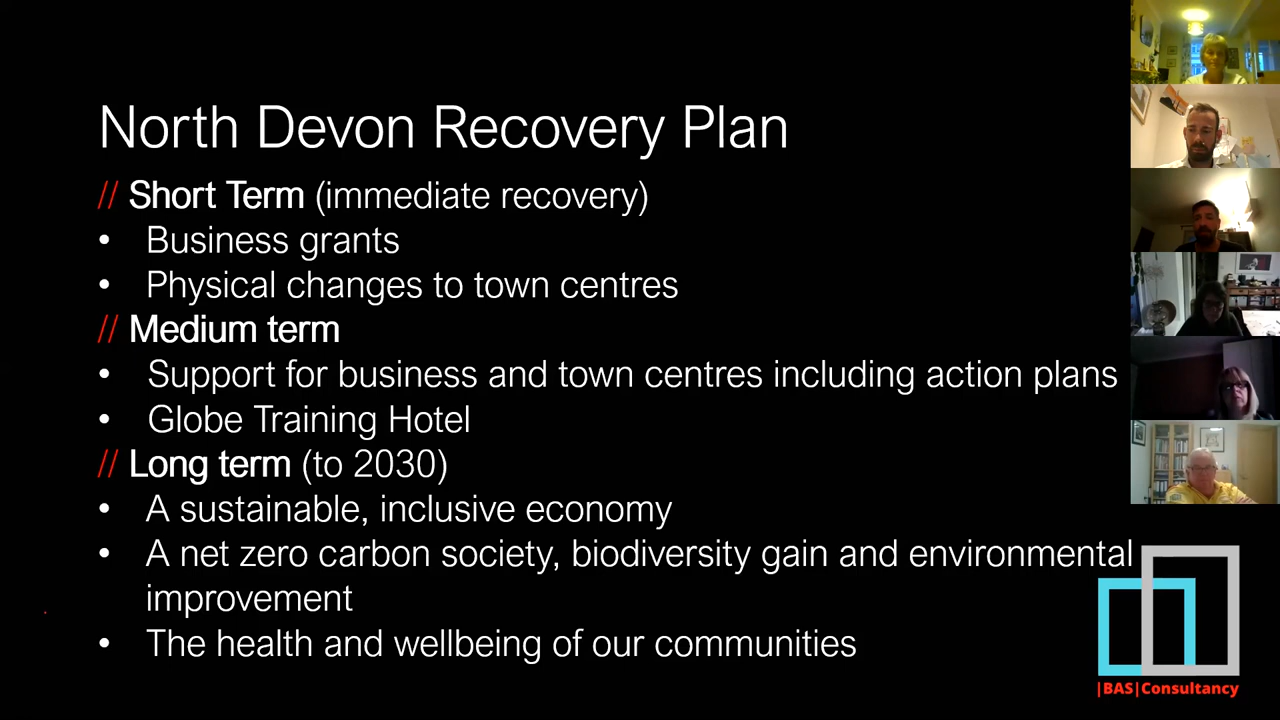 North Devon Recovery Plan
// Short Term (immediate recovery)
• Business grants
• Physical changes to town centres
// Medium term
• Support for business and town centres including action plans
• Globe Training Hotel
// Long term (to 2030)
• A sustainable, inclusive economy
• A net zero carbon society, biodiversity gain and environmental
improvement
• The health and wellbeing of our communities
|BAS|Consultancy